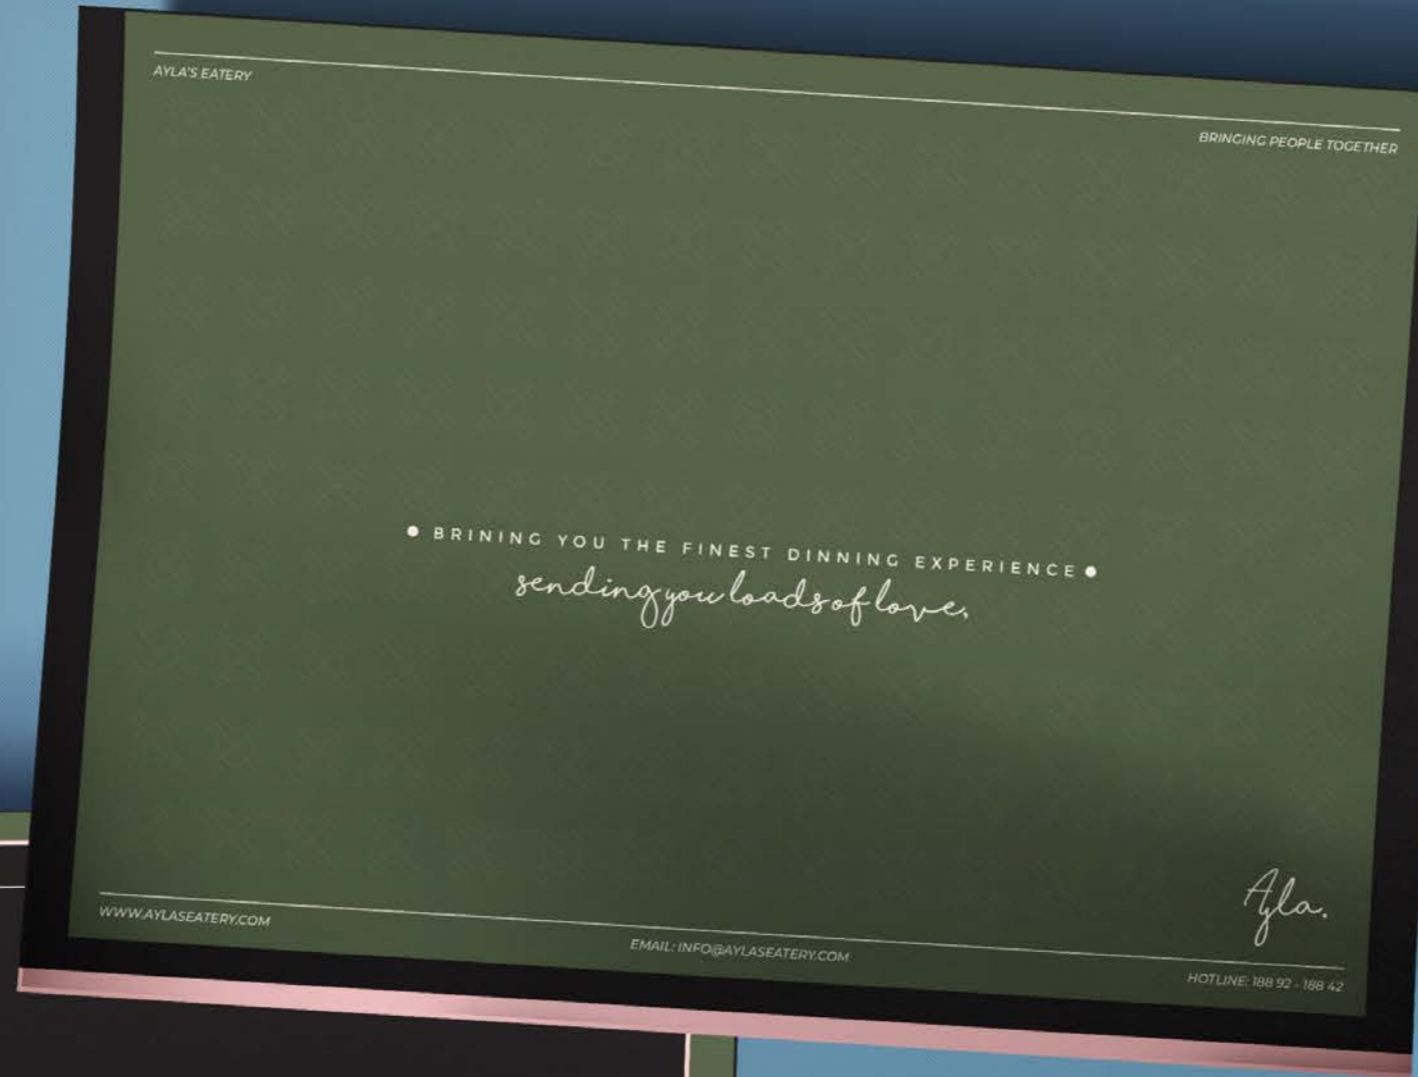 AYLA'S EATERY
BRINGING PEOPLE TOGETHER
● BRINING YOU THE FINEST DINNING EXPERIENCE ●
sending you loads of love.
Ayla.
WWW.AYLASEATERY.COM
EMAIL: INFO@AYLASEATERY.COM
HOTLINE: 188 92 - 188 42